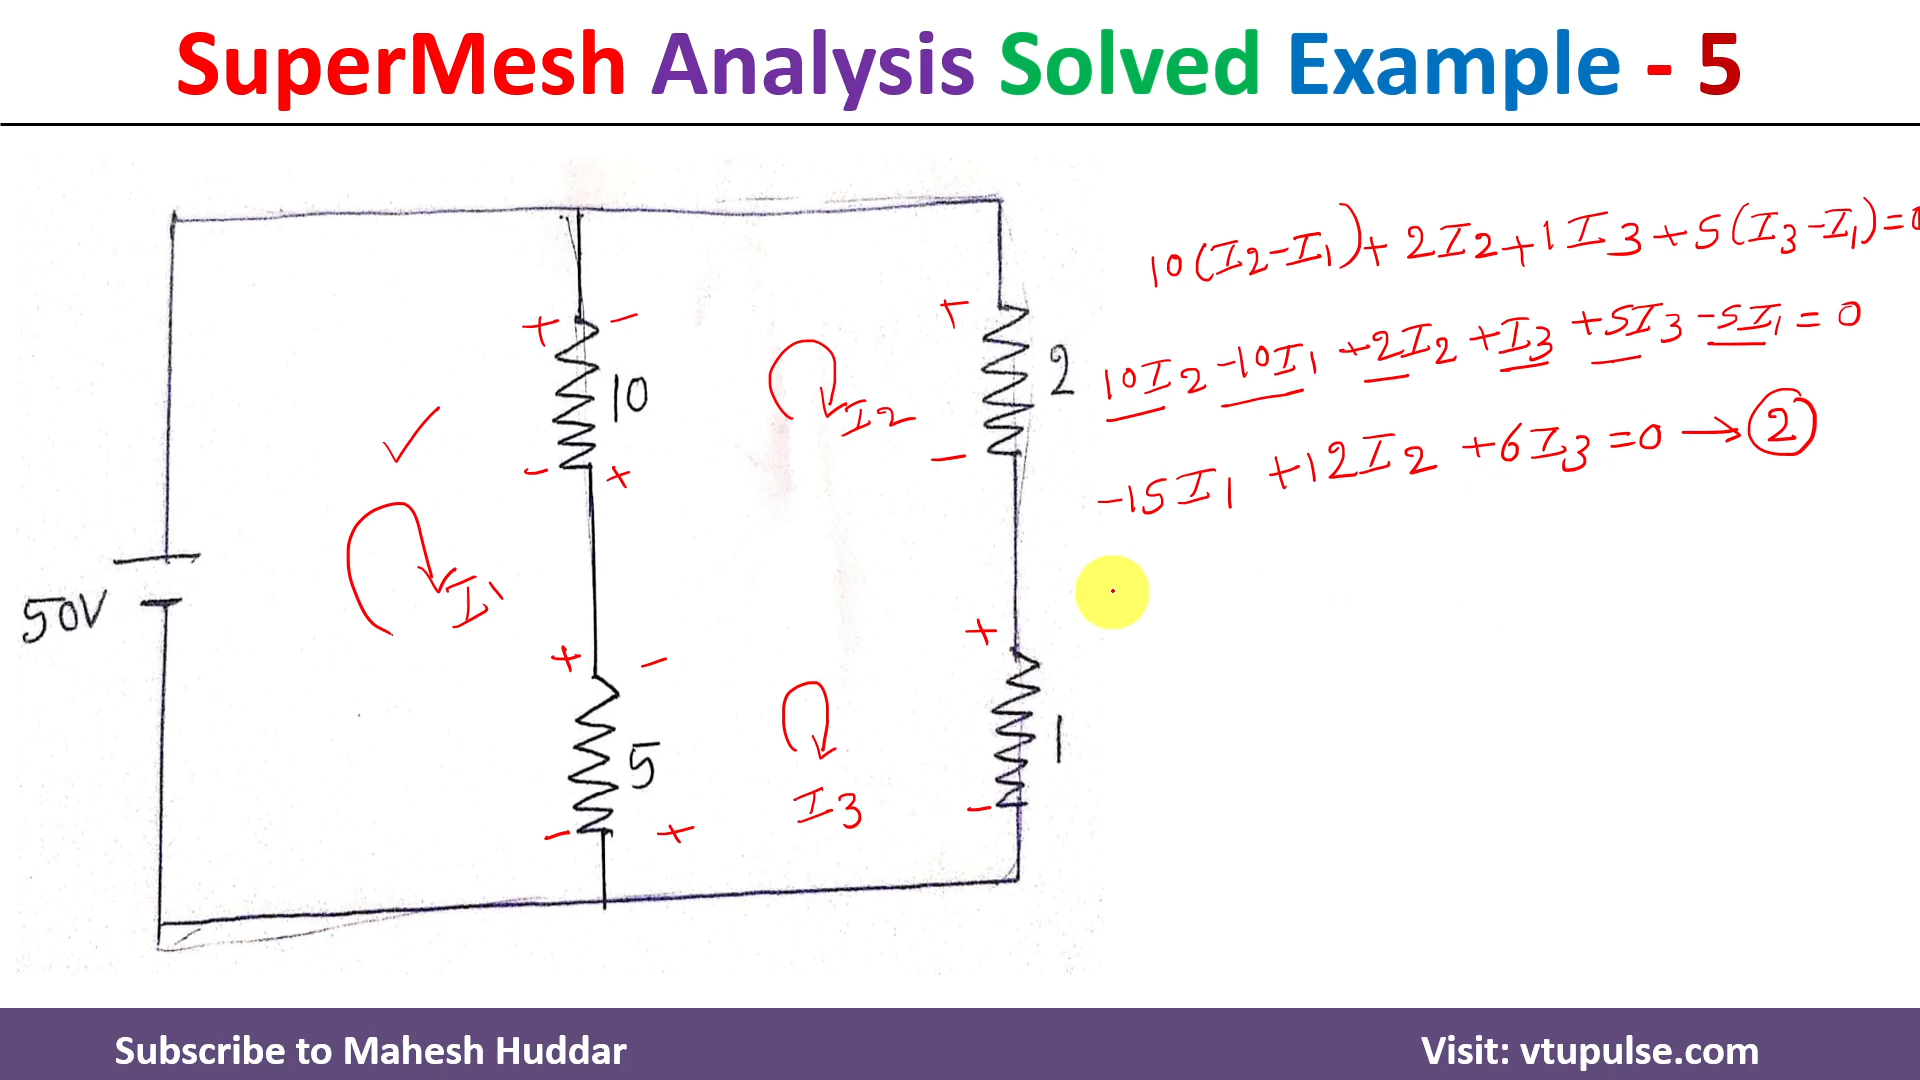 SuperMesh Analysis Solved Example - 5
10(I2-I1)+ 2I2+1I3+5(I3-I1)=0
10I2 -10I1 +2I2 +I3 +5I3 -5I1 = 0
-15I1 +12I2 +6I3 =0 → 2
+ -
10
- +
I2
+
2
-
I1
50V
+ -
5
- +
I3
+
1
-
Subscribe to Mahesh Huddar
Visit: vtupulse.com